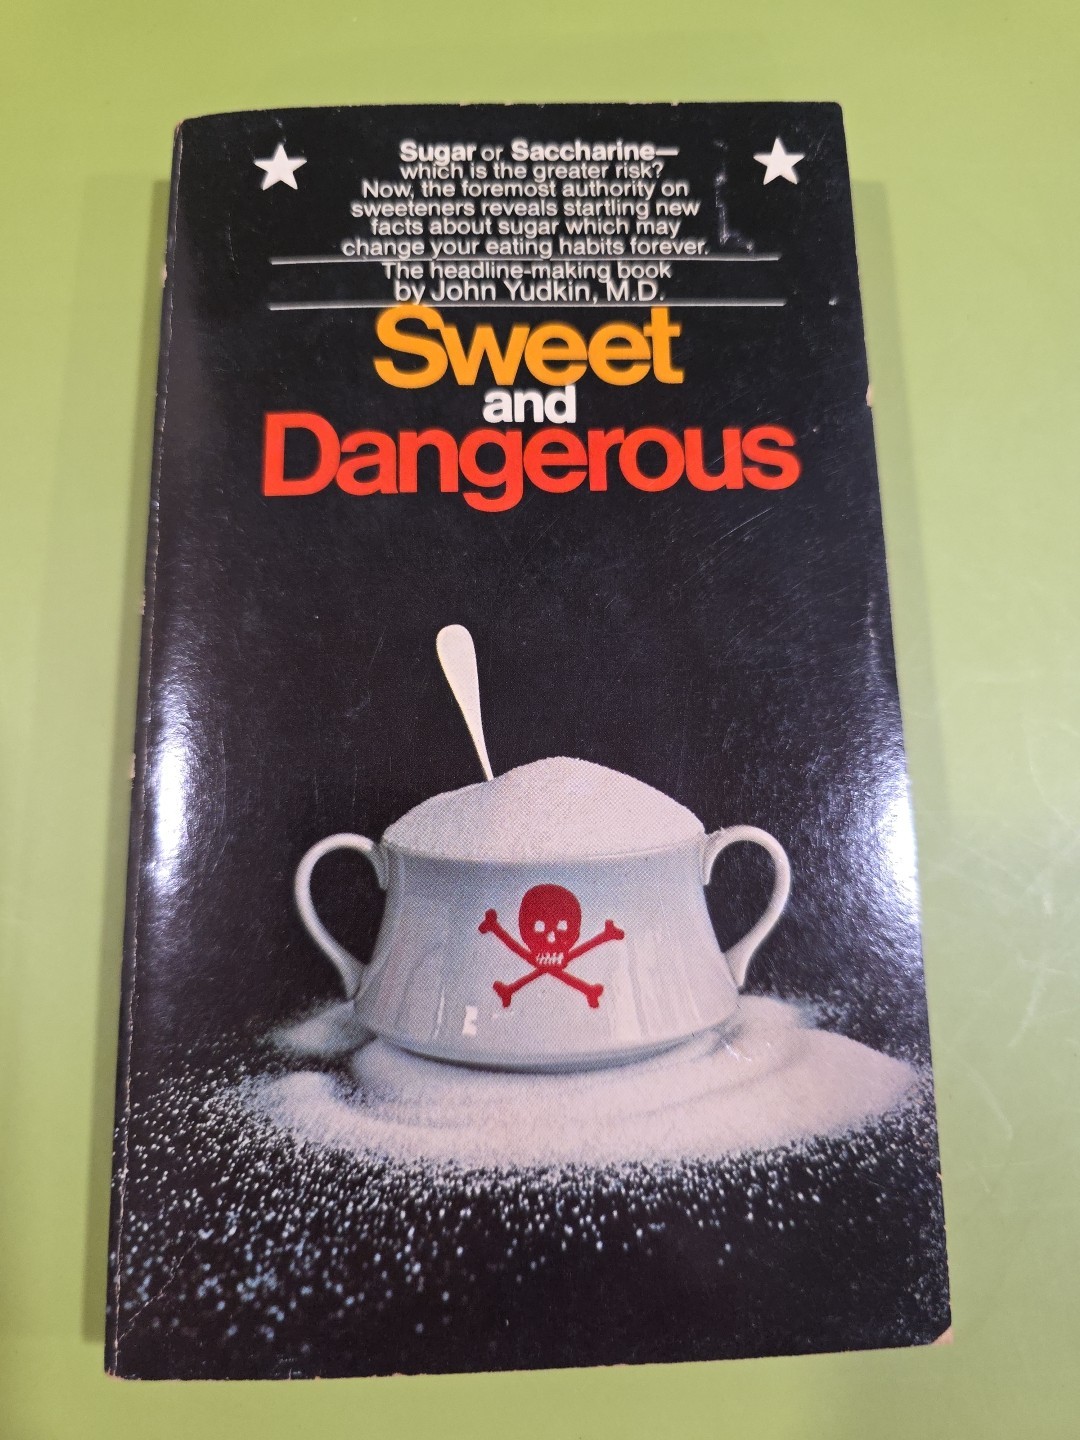 Sugar or Saccharine—
which is the greater risk?
Now, the foremost authority on
sweeteners reveals startling new
facts about sugar which may
change your eating habits forever.
The headline-making book
by John Yudkin, M.D.
Sweet
and
Dangerous